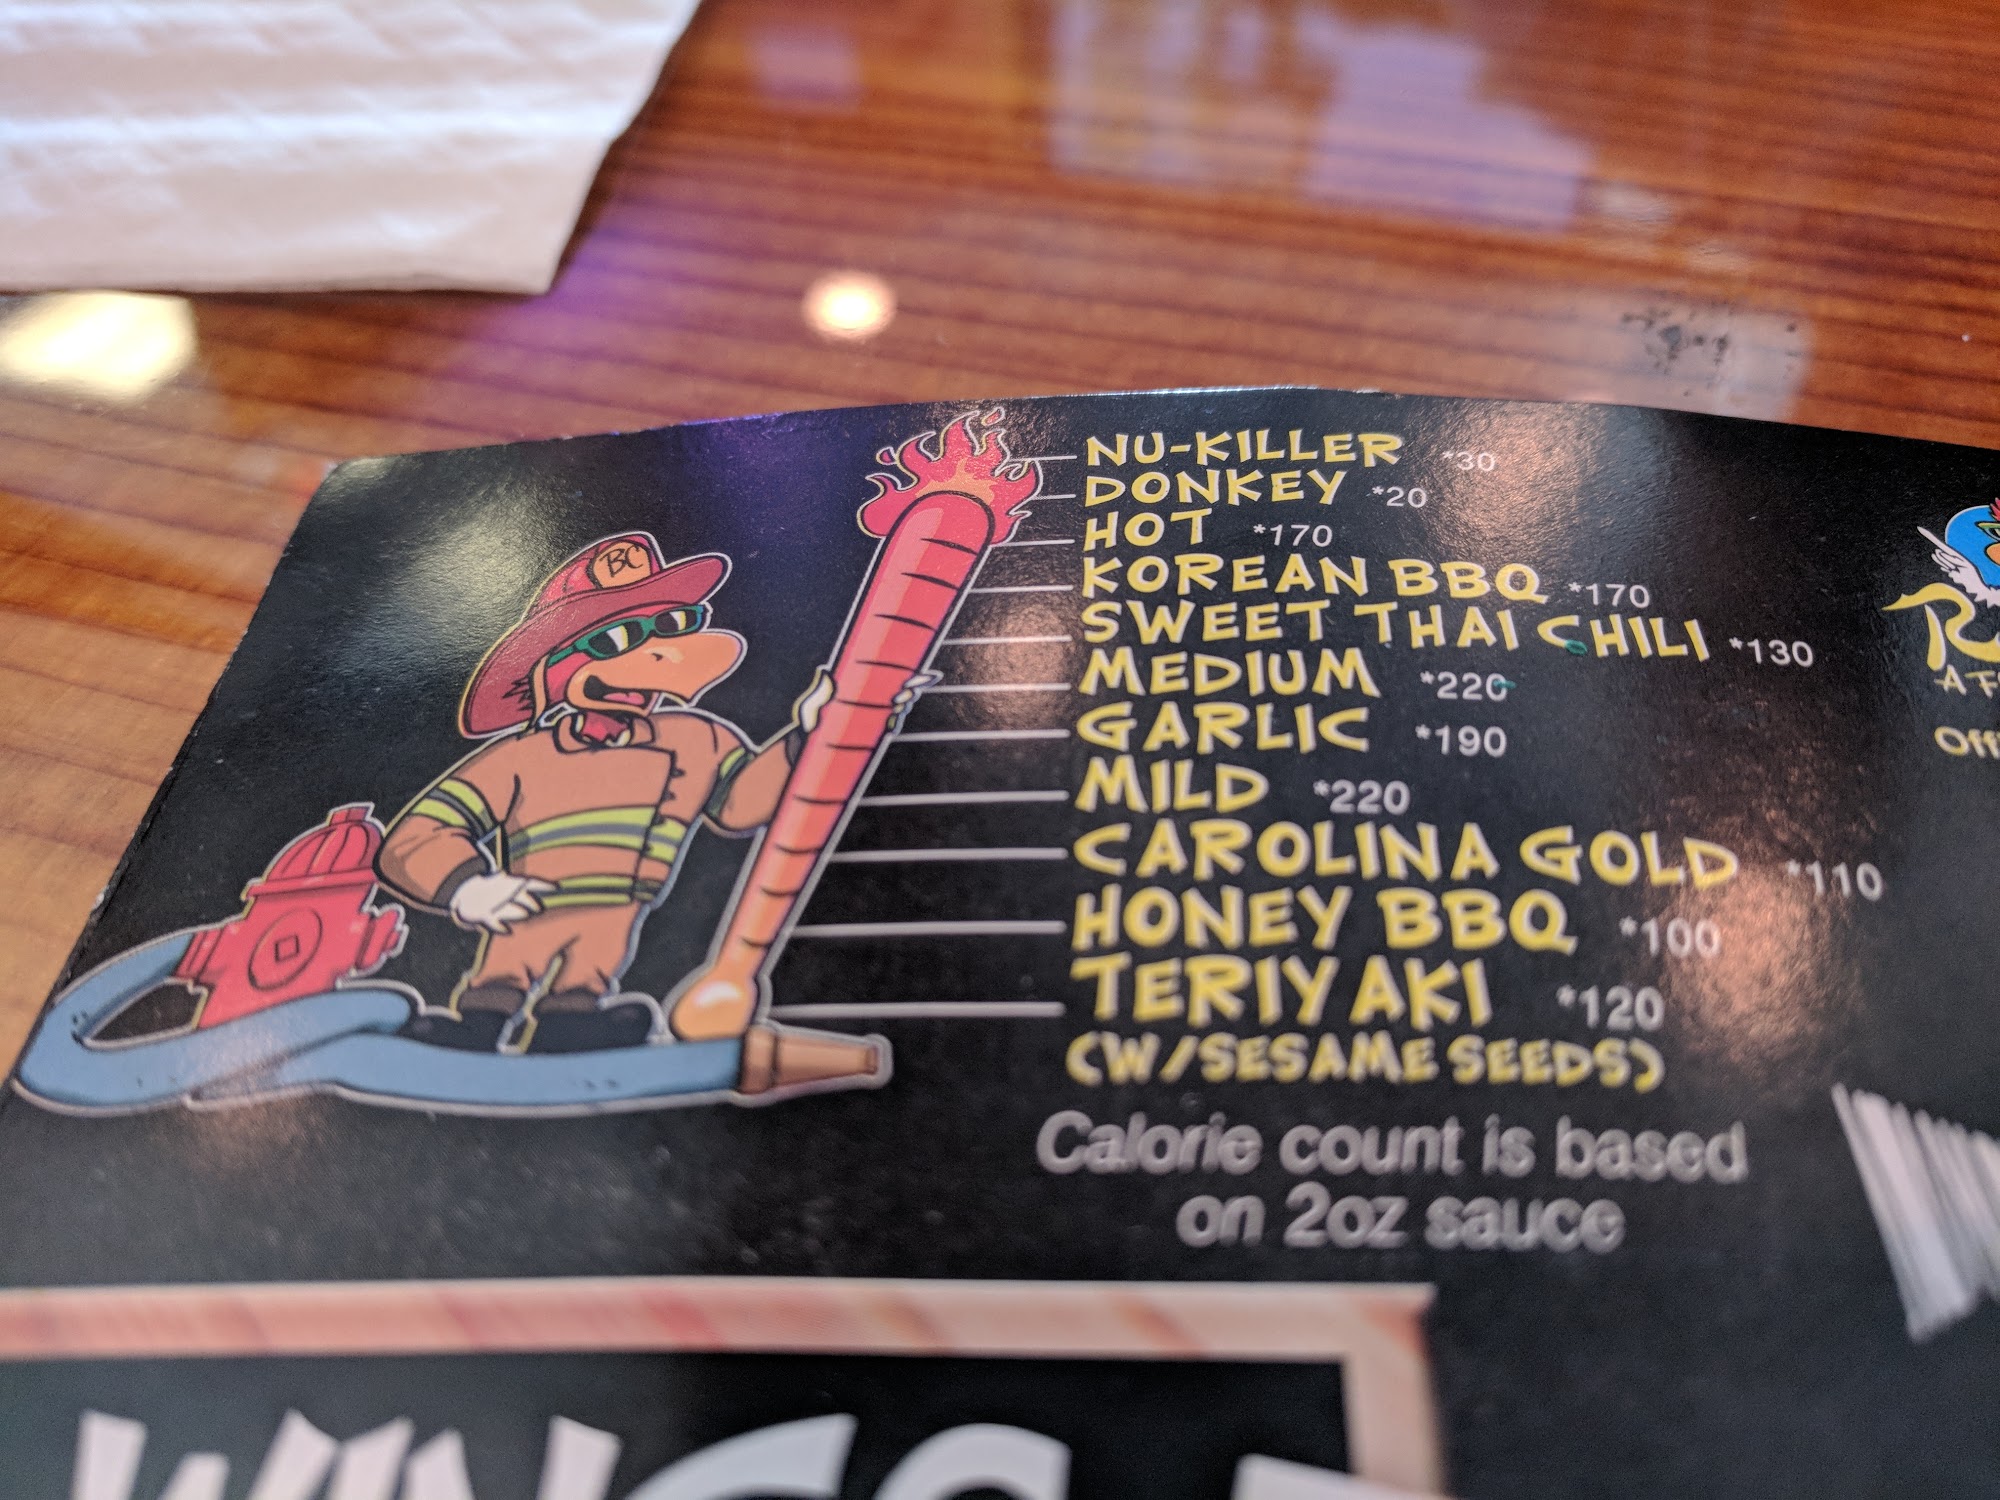 BC
NU-KILLER *30
DONKEY *20
HOT *170
KOREAN BBQ *170
SWEET THAI CHILI *130
MEDIUM *220
GARLIC *190
MILD *220
CAROLINA GOLD *110
HONEY BBQ *100
TERIYAKI *120
(W/SESAME SEEDS)
Calorie count is based
on 2oz sauce
WINGS